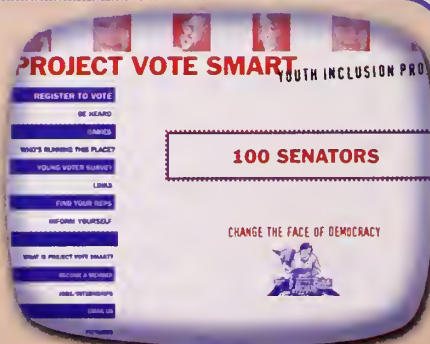 PROJECT VOTE SMART
YOUTH INCLUSION PRO
REGISTER TO VOTE
BE HEARD
GAMES
WHO'S RUNNING THIS PLACE?
YOUNG VOTER SURVEY
LINKS
FIND YOUR REPS
INFORM YOURSELF
WHAT IS PROJECT VOTE SMART?
BECOME A MEMBER
JOBS/INTERNSHIPS
EMAIL US
100 SENATORS
CHANGE THE FACE OF DEMOCRACY